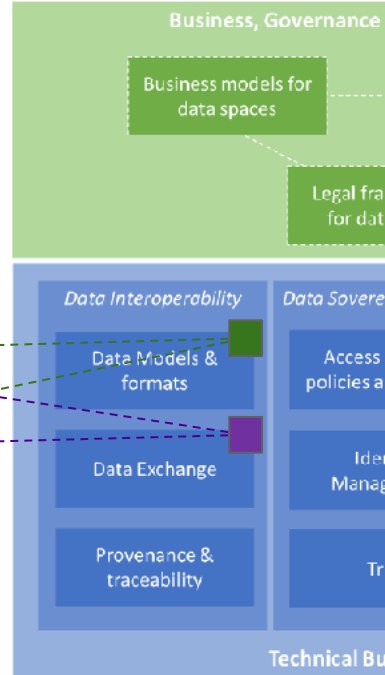 Business, Governance
Business models for
data spaces
Legal fra
for dat
Data Interoperability
Data Sovere
Data Models &
formats
Access
policies a
Data Exchange
Iden
Manag
Provenance &
traceability
Tr
Technical Bu